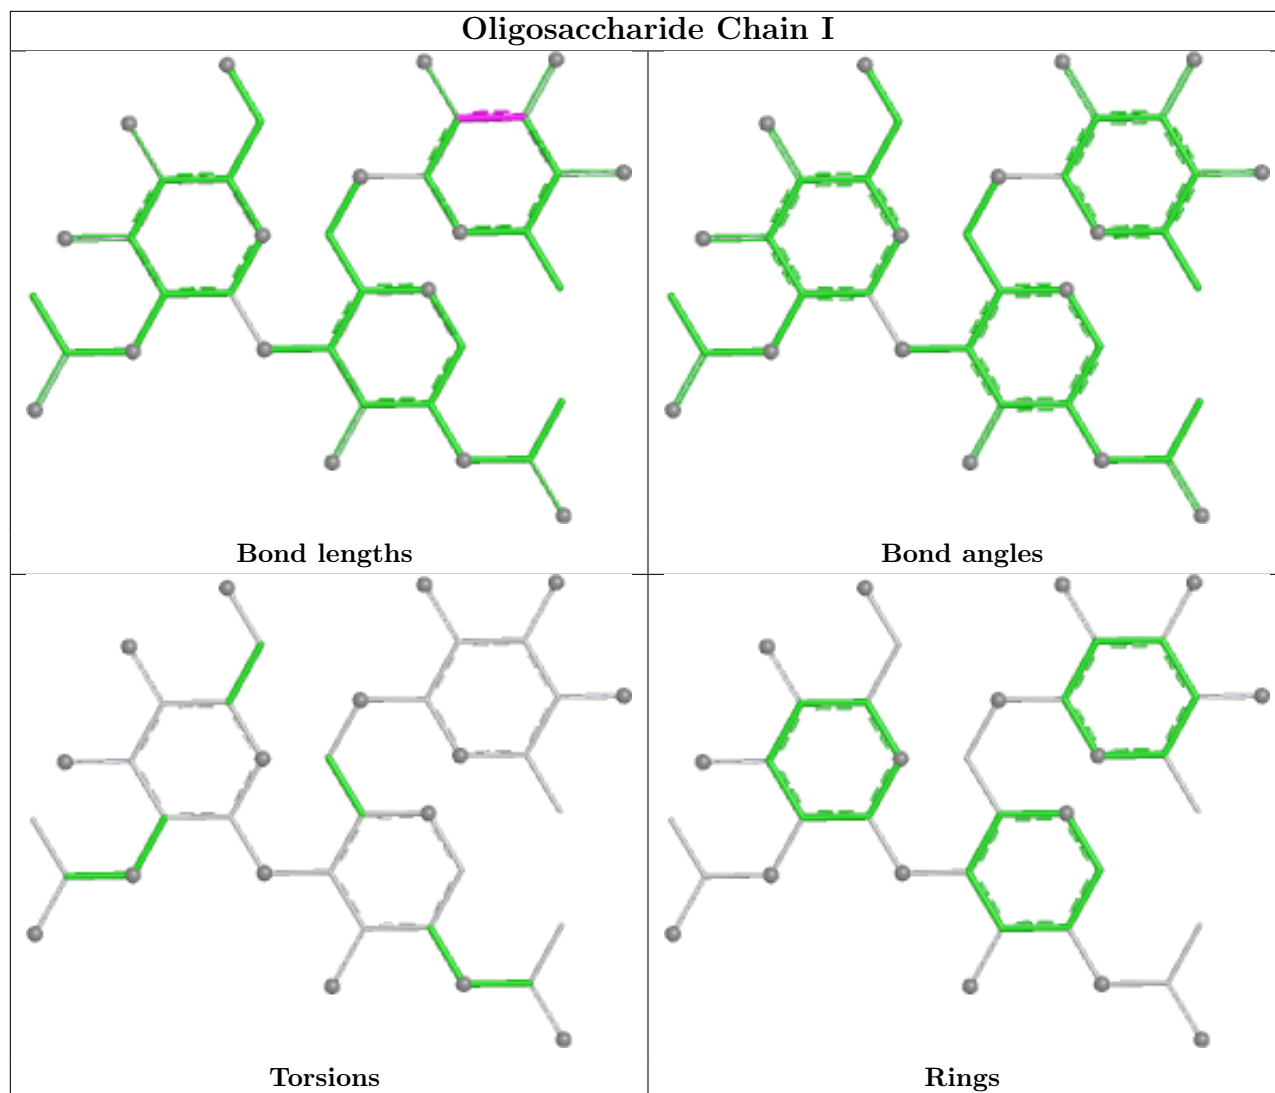 Oligosaccharide Chain I
Bond lengths
Bond angles
Torsions
Rings